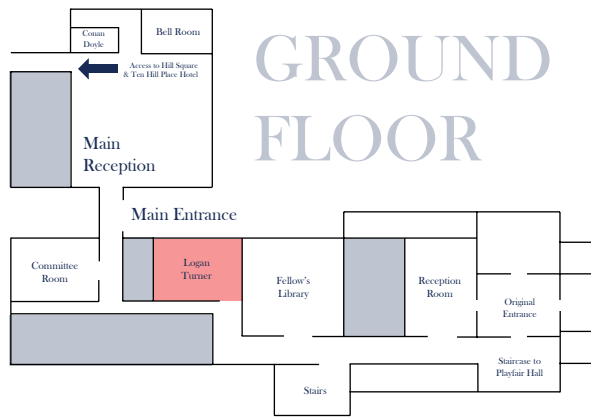 GROUND
FLOOR
Conan
Doyle
Bell Room
Access to Hill Square
& Ten Hill Place Hotel
Main
Reception
Main Entrance
Committee
Room
Logan
Turner
Fellow's
Library
Reception
Room
Original
Entrance
Staircase to
Playfair Hall
Stairs